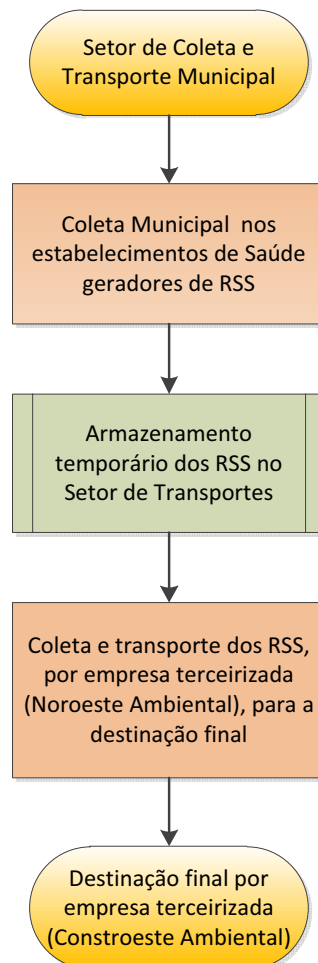 Setor de Coleta e
Transporte Municipal
Coleta Municipal nos
estabelecimentos de Saúde
geradores de RSS
Armazenamento
temporário dos RSS no
Setor de Transportes
Coleta e transporte dos RSS,
por empresa terceirizada
(Noroeste Ambiental), para a
destinação final
Destinação final por
empresa terceirizada
(Constroeste Ambiental)